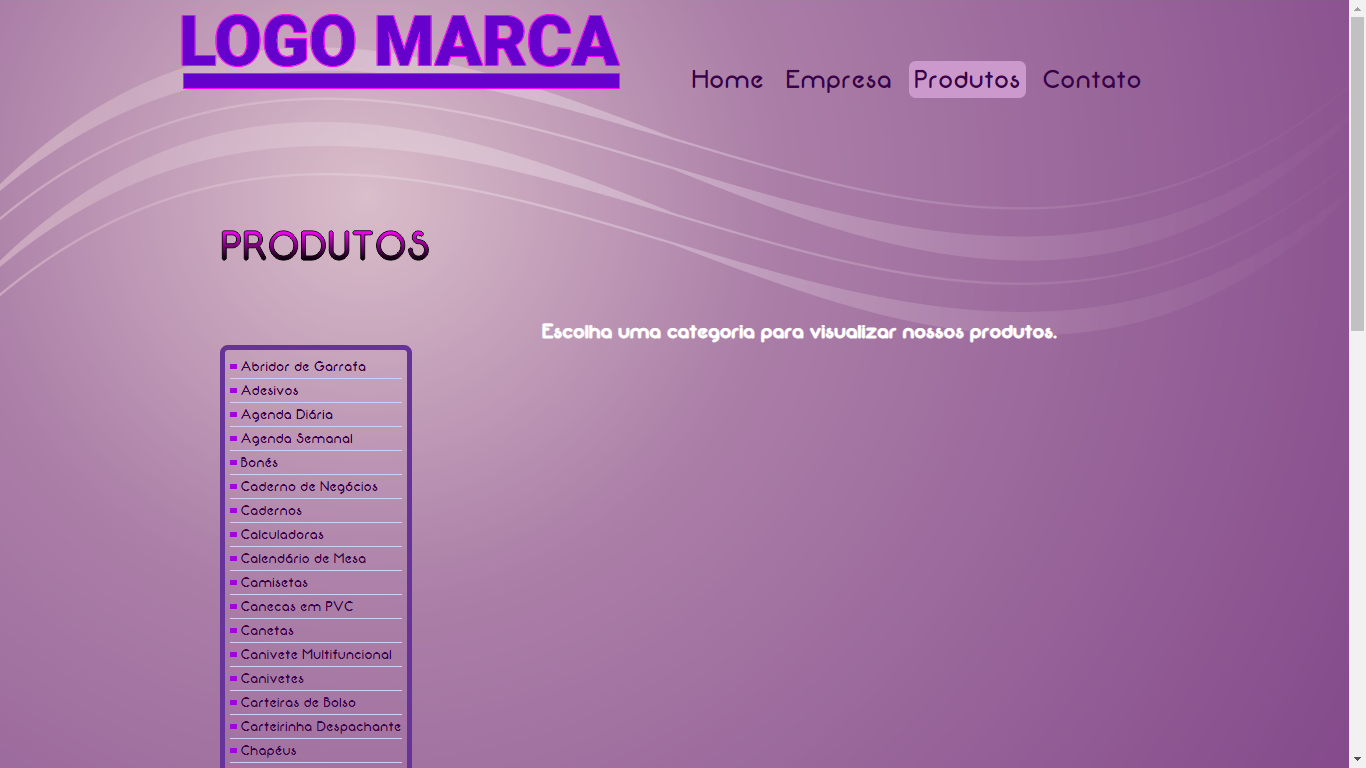 LOGO MARCA
Home Empresa Produtos Contato
PRODUTOS
Escolha uma categoria para visualizar nossos produtos.
Abridor de Garrafa
Adesivos
Agenda Diária
Agenda Semanal
Bonés
Caderno de Negócios
Cadernos
Calculadoras
Calendário de Mesa
Camisetas
Canecas em PVC
Canetas
Canivete Multifuncional
Canivetes
Carteiras de Bolso
Carteirinha Despachante
Chapéus